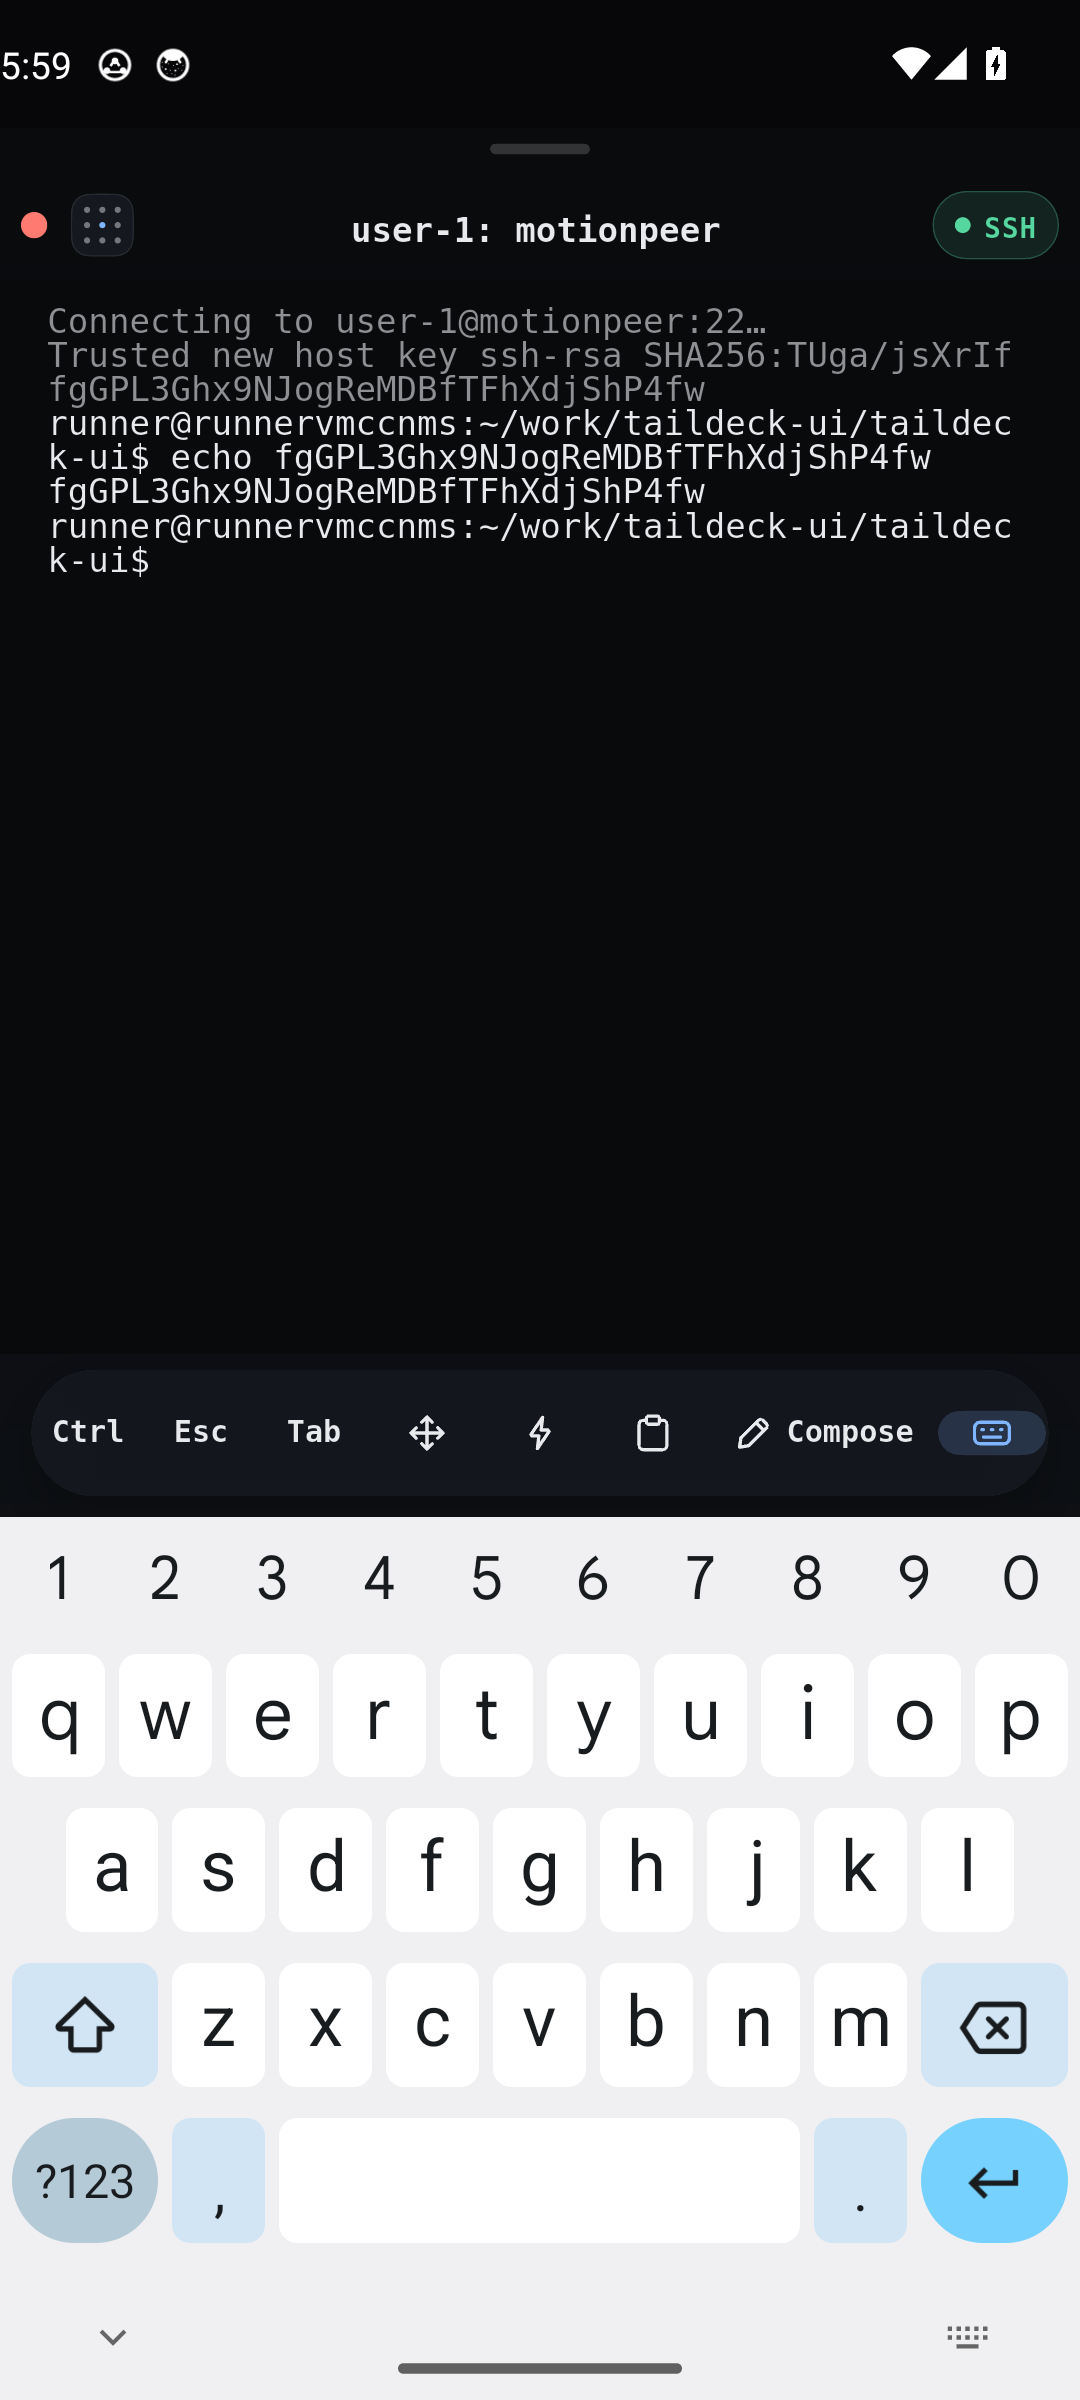 5:59
user-1: motionpeer
SSH
Connecting to user-1@motionpeer:22…
Trusted new host key ssh-rsa SHA256:TUga/jsXrIf
fgGPL3Ghx9NJogReMDBfTFhXdjShP4fw
runner@runnervmccnms:~/work/taildeck-ui/taildec
k-ui$ echo fgGPL3Ghx9NJogReMDBfTFhXdjShP4fw
fgGPL3Ghx9NJogReMDBfTFhXdjShP4fw
runner@runnervmccnms:~/work/taildeck-ui/taildec
k-ui$
Ctrl Esc Tab Compose
1 2 3 4 5 6 7 8 9 0
q w e r t y u i o p
a s d f g h j k l
z x c v b n m
?123 , .